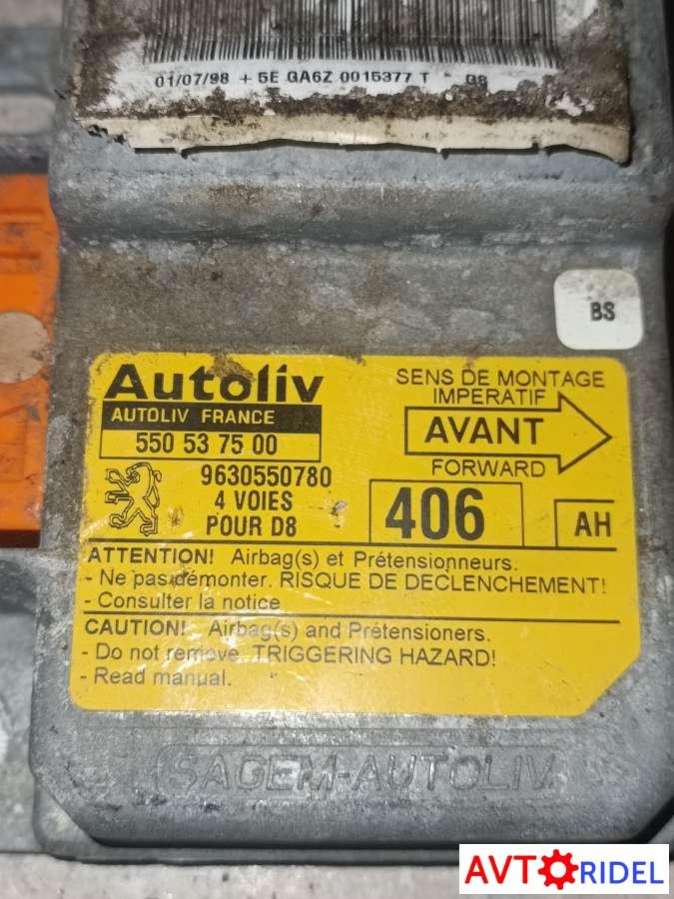 01/07/98 + 5E GA6Z 0015377 T
BS
Autoliv
AUTOLIV FRANCE
550 53 75 00
9630550780
4 VOIES
POUR D8
SENS DE MONTAGE
IMPERATIF
AVANT
FORWARD
406
AH
ATTENTION! Airbag(s) et Prétensionneurs.
- Ne pas démonter. RISQUE DE DECLENCHEMENT!
- Consulter la notice
CAUTION! Airbag(s) and Prétensioners.
- Do not remove. TRIGGERING HAZARD!
- Read manual.
SAGEM-AUTOLIV
AVTORIDEL